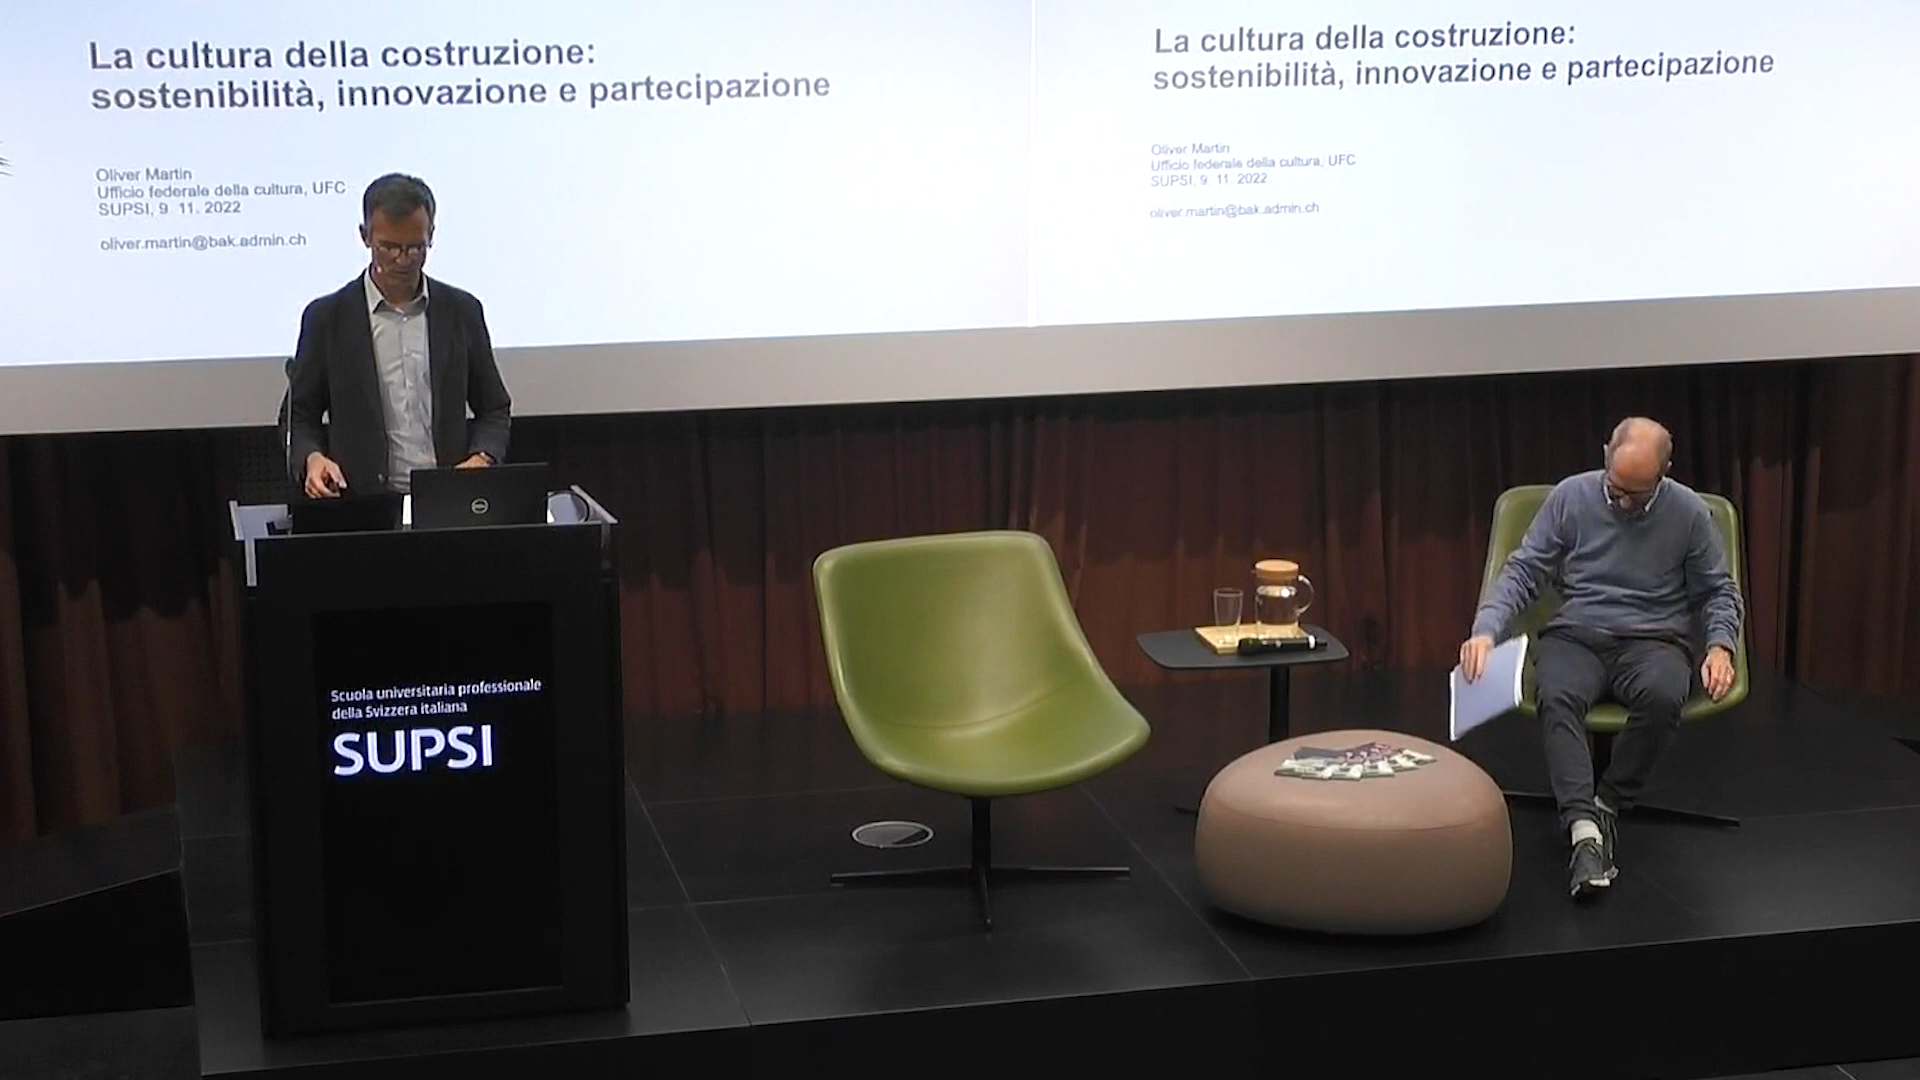 La cultura della costruzione:
sostenibilità, innovazione e partecipazione
Oliver Martin
Ufficio federale della cultura, UFC
SUPSI, 9. 11. 2022
oliver.martin@bak.admin.ch
La cultura della costruzione:
sostenibilità, innovazione e partecipazione
Oliver Martin
Ufficio federale della cultura, UFC
SUPSI, 9. 11. 2022
oliver.martin@bak.admin.ch
DELL
Scuola universitaria professionale
della Svizzera italiana
SUPSI